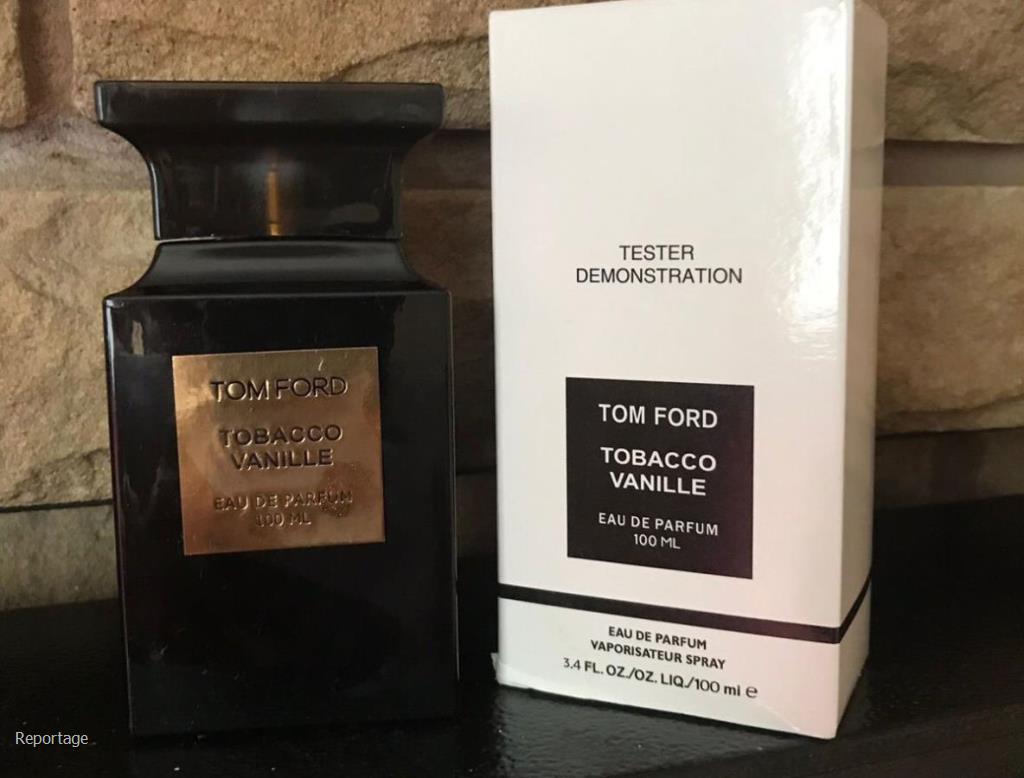 TOM FORD
TOBACCO
VANILLE
EAU DE PARFUM
100 ML
TESTER
DEMONSTRATION
TOM FORD
TOBACCO
VANILLE
EAU DE PARFUM
100 ML
EAU DE PARFUM
VAPORISATEUR SPRAY
3.4 FL. OZ./OZ. LIQ./100 ml e
Reportage